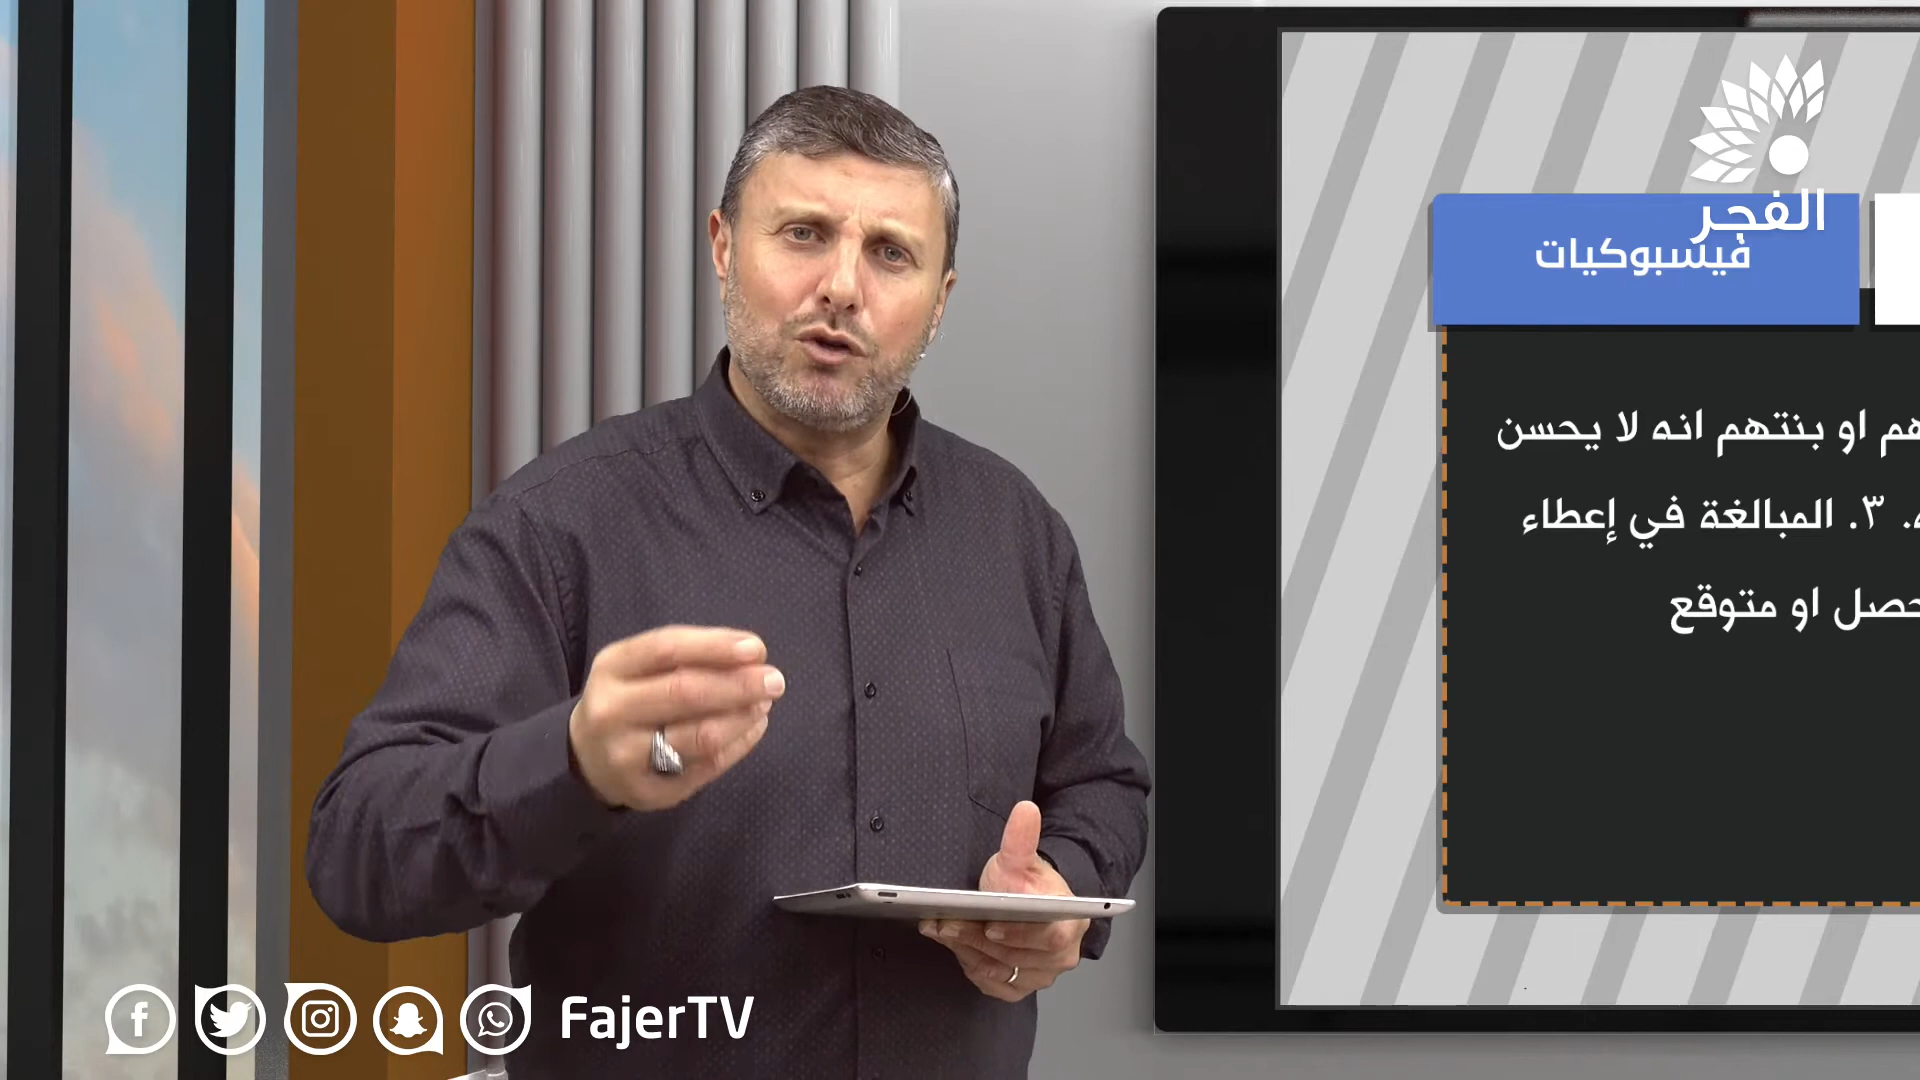 الفجر
فيسبوكيات
هم او بنتهم انه لا يحسن
٣. المبالغة في إعطاء
حصل او متوقع
FajerTV